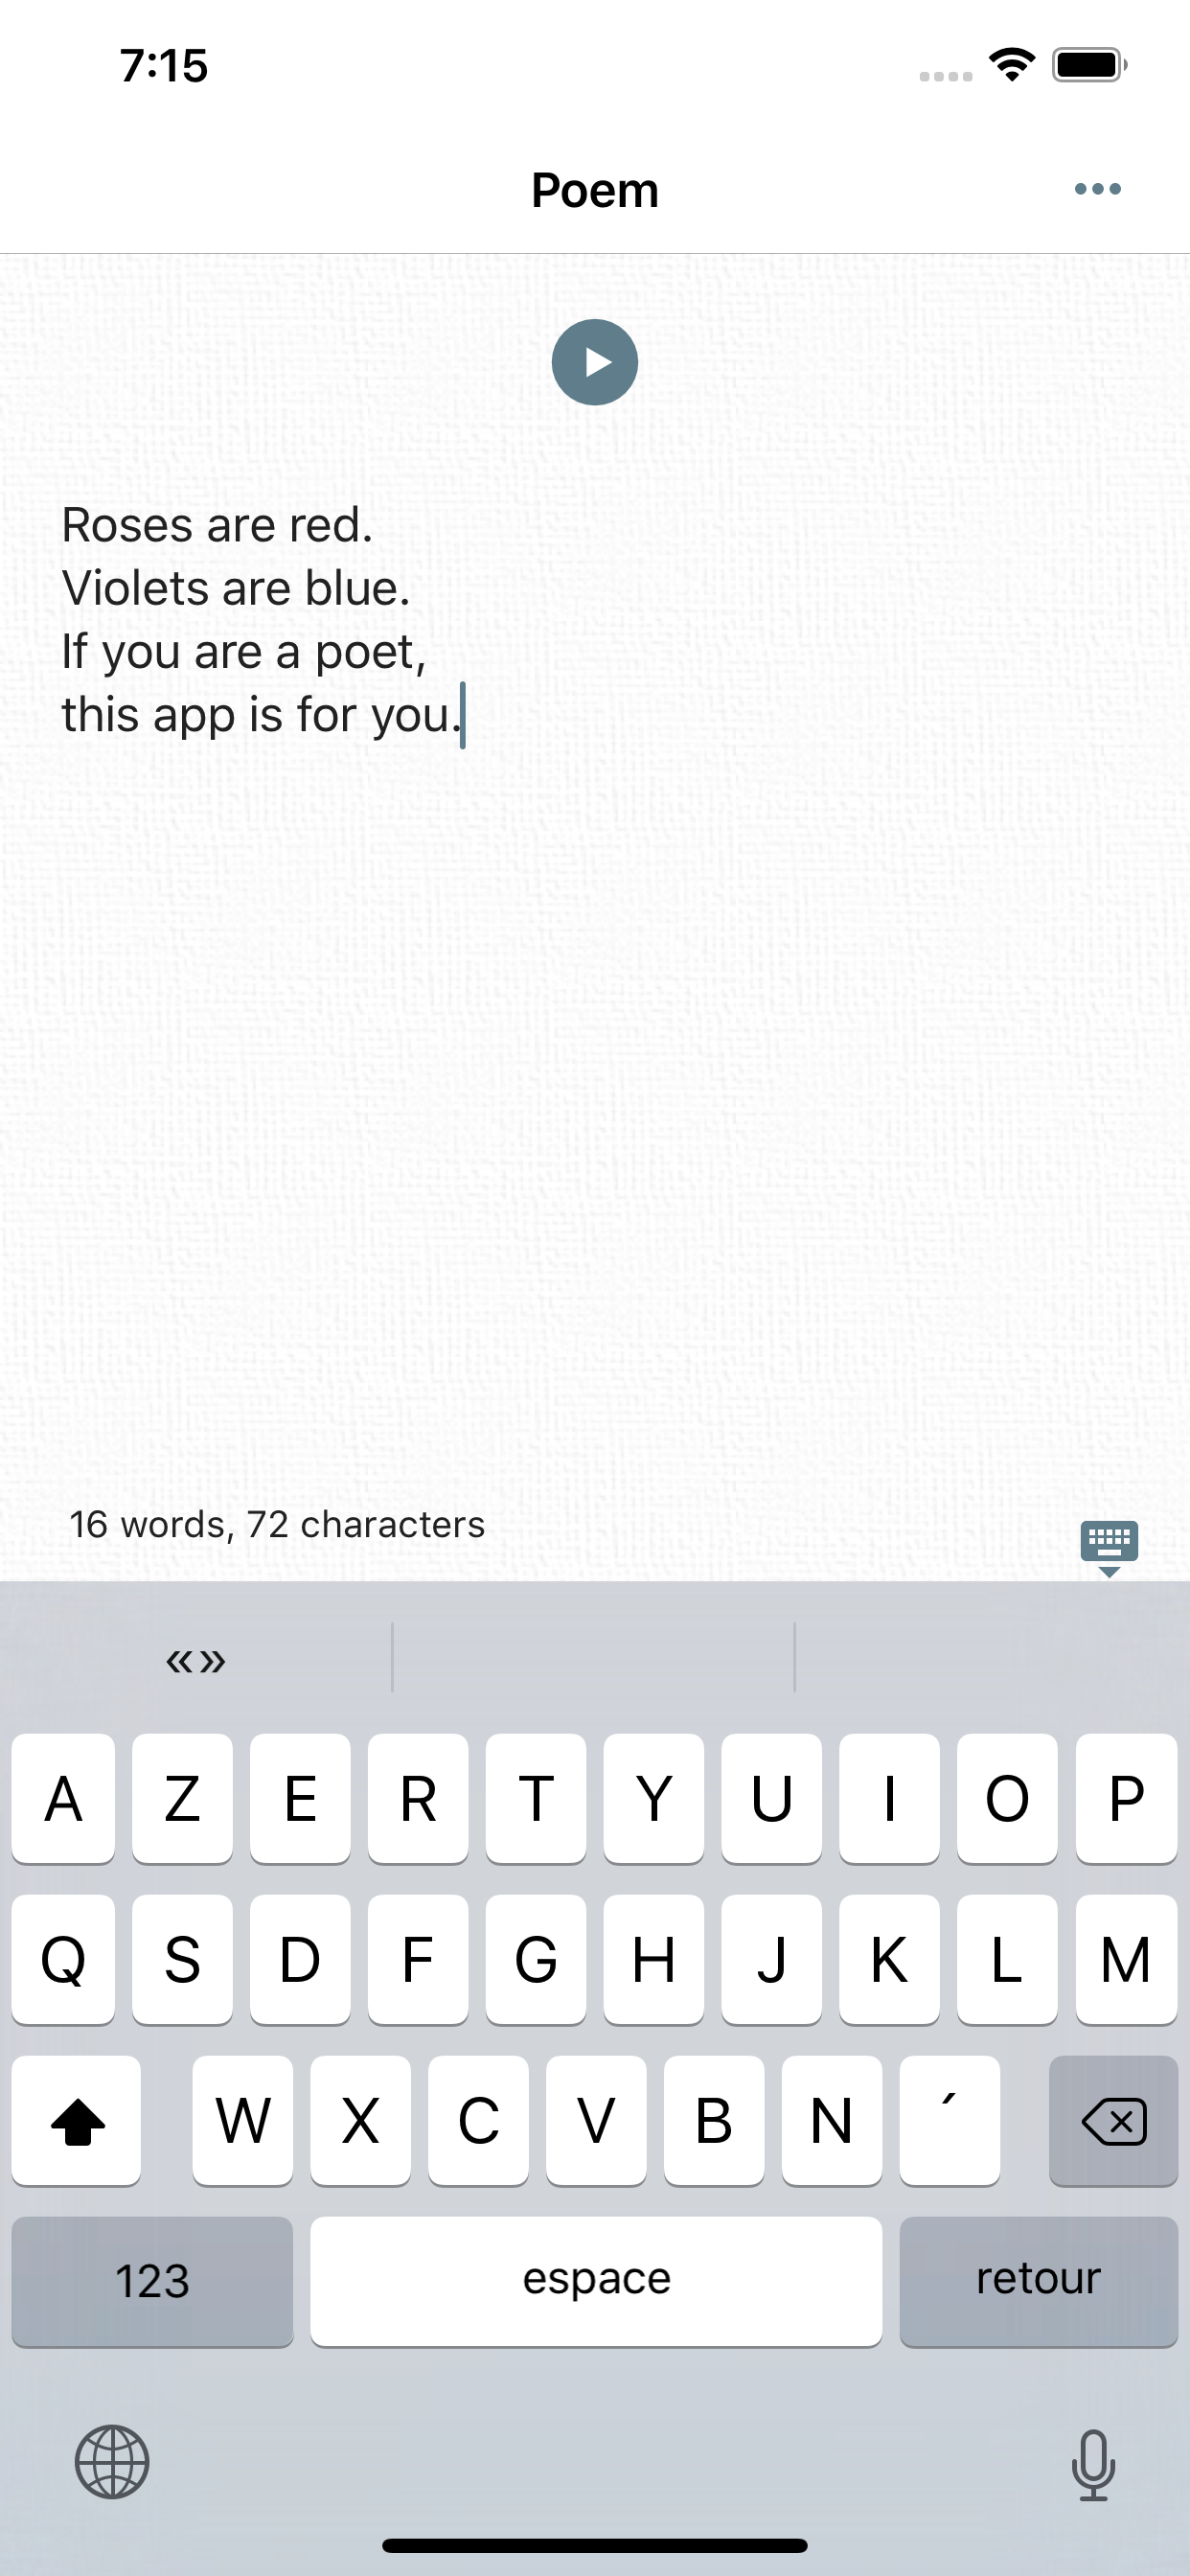 7:15
Poem
Roses are red.
Violets are blue.
If you are a poet,
this app is for you.
16 words, 72 characters
«»
A Z E R T Y U I O P
Q S D F G H J K L M
W X C V B N ´
123 espace retour